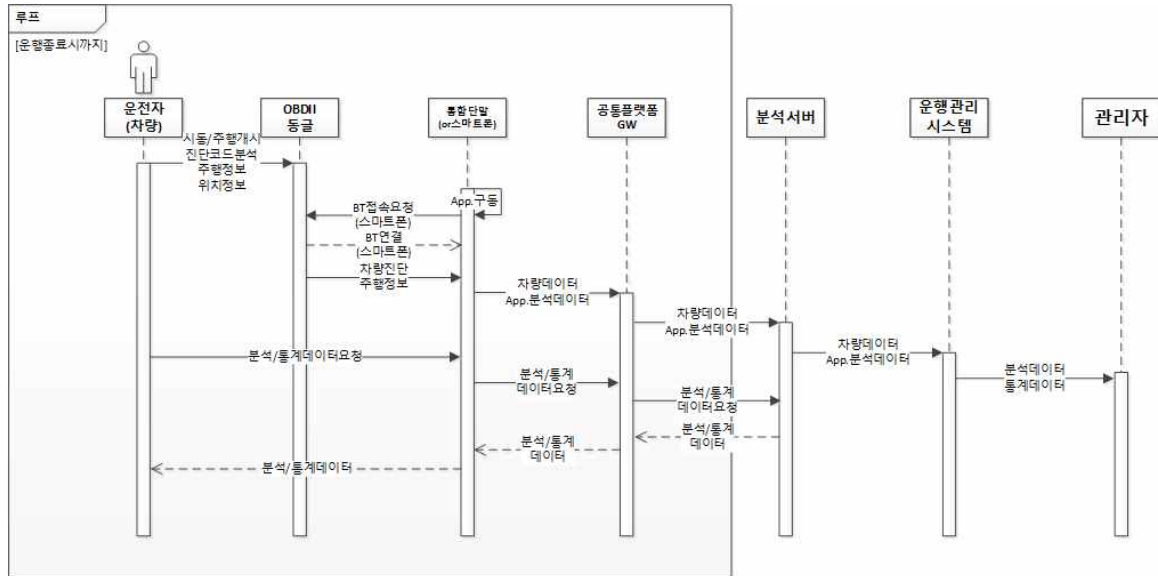 루프
[운행종료시까지]
운전자
(차량)
OBDII
동글
통합단말
(or스마트폰)
공통플랫폼
GW
분석서버
운행관리
시스템
관리자
시동/주행개시
진단코드분석
주행정보
위치정보
App.구동
BT접속요청
(스마트폰)
BT연결
(스마트폰)
차량진단
주행정보
차량데이터
App.분석데이터
차량데이터
App.분석데이터
차량데이터
App.분석데이터
분석데이터
통계데이터
분석/통계데이터요청
분석/통계
데이터요청
분석/통계
데이터요청
분석/통계
데이터
분석/통계
데이터
분석/통계데이터